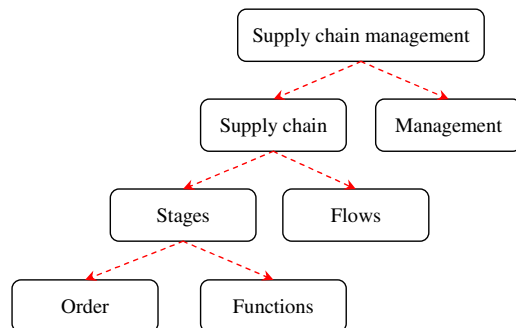 Supply chain management
Supply chain
Management
Stages
Flows
Order
Functions